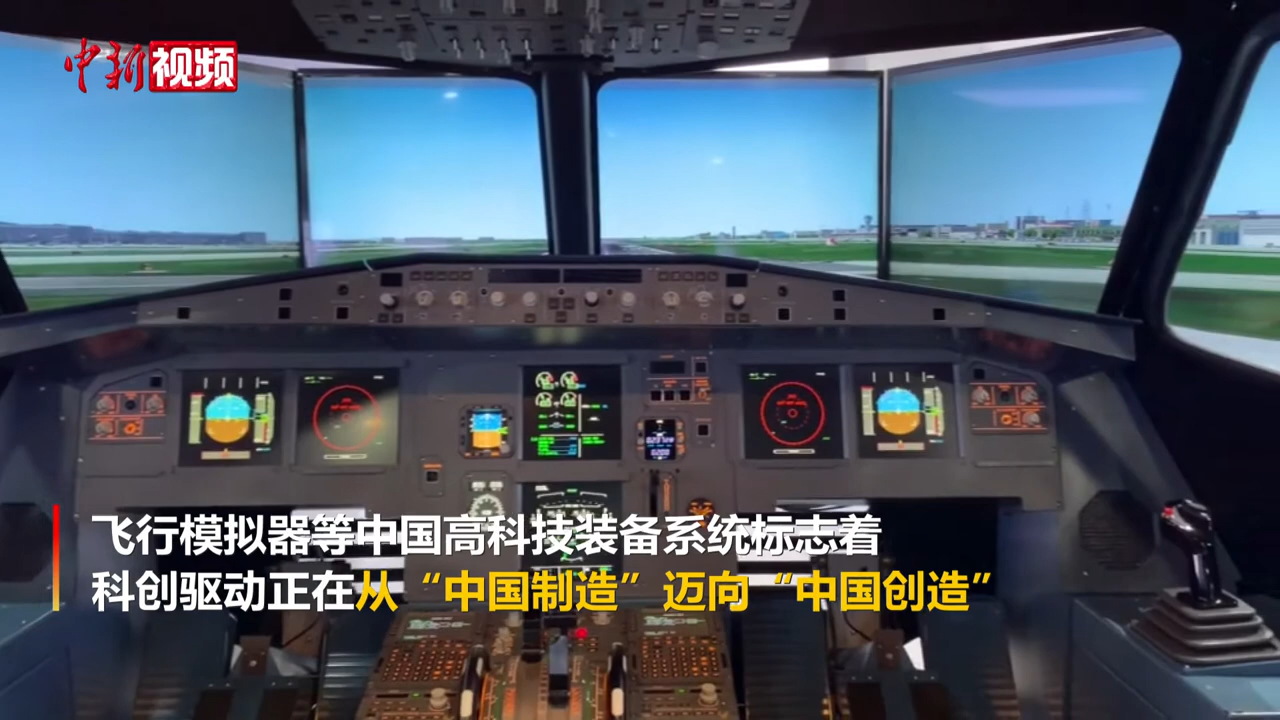 中新视频
飞行模拟器等中国高科技装备系统标志着
科创驱动正在从“中国制造”迈向“中国创造”